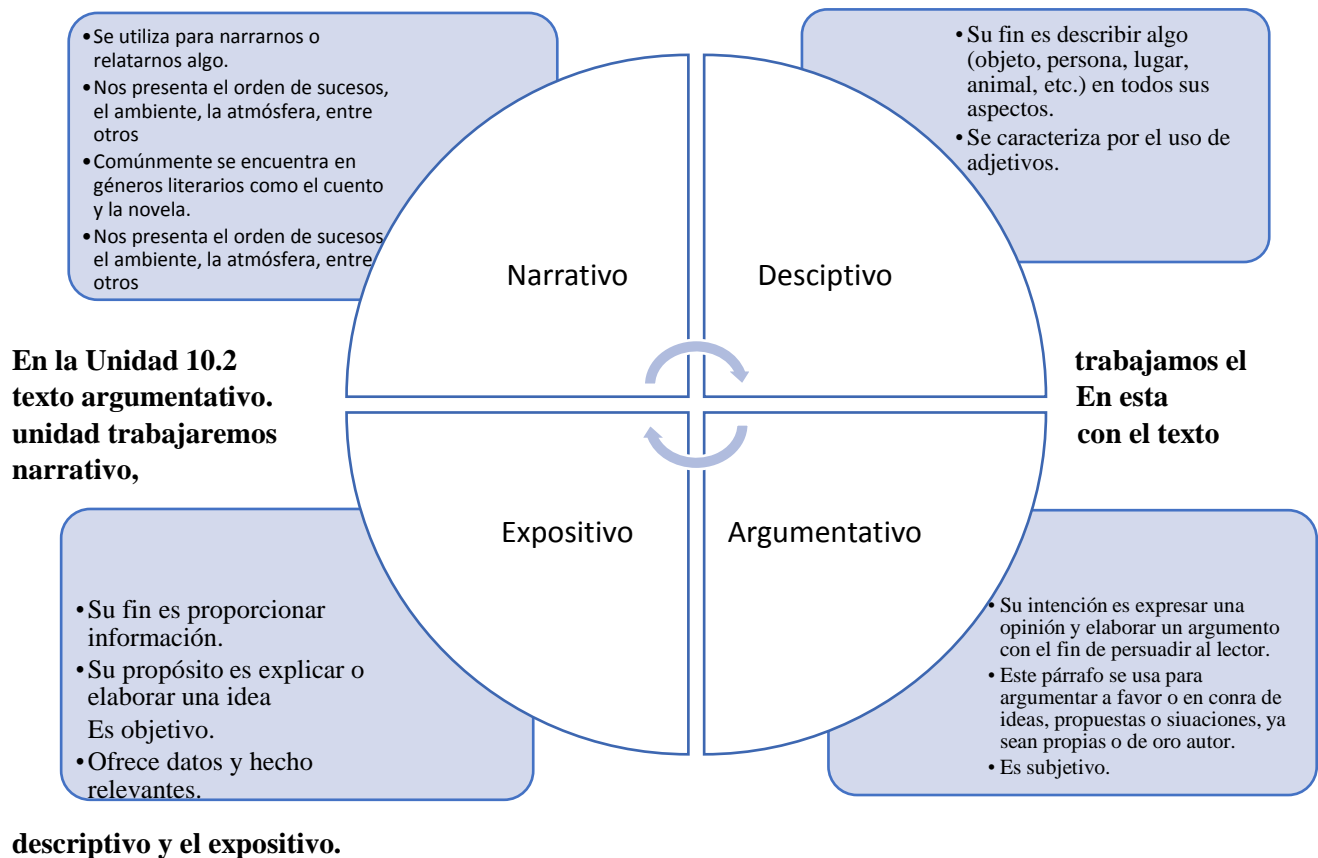 •Se utiliza para narrarnos o
relatarnos algo.
•Nos presenta el orden de sucesos,
el ambiente, la atmósfera, entre
otros
•Comúnmente se encuentra en
géneros literarios como el cuento
y la novela.
•Nos presenta el orden de sucesos
el ambiente, la atmósfera, entre
otros
•Su fin es describir algo
(objeto, persona, lugar,
animal, etc.) en todos sus
aspectos.
•Se caracteriza por el uso de
adjetivos.
Narrativo
Desciptivo
En la Unidad 10.2 trabajamos el
texto argumentativo. En esta
unidad trabajaremos con el texto
narrativo,
Expositivo
Argumentativo
•Su fin es proporcionar
información.
•Su propósito es explicar o
elaborar una idea
Es objetivo.
•Ofrece datos y hecho
relevantes.
•Su intención es expresar una
opinión y elaborar un argumento
con el fin de persuadir al lector.
•Este párrafo se usa para
argumentar a favor o en conra de
ideas, propuestas o siuaciones, ya
sean propias o de oro autor.
•Es subjetivo.
descriptivo y el expositivo.